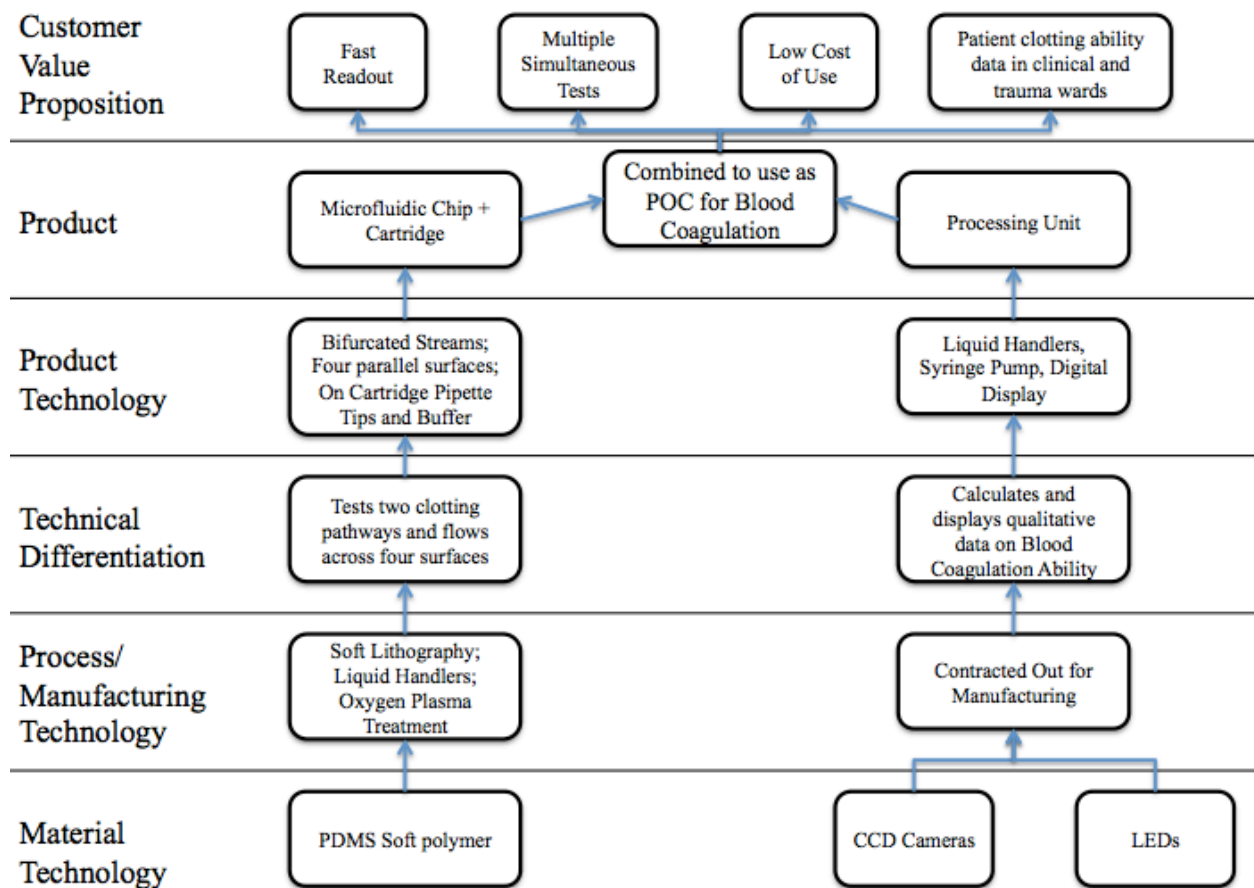 Customer
Value
Proposition
Fast
Readout
Multiple
Simultaneous
Tests
Low Cost
of Use
Patient clotting ability
data in clinical and
trauma wards
Product
Microfluidic Chip +
Cartridge
Combined to use as
POC for Blood
Coagulation
Processing Unit
Product
Technology
Bifurcated Streams;
Four parallel surfaces;
On Cartridge Pipette
Tips and Buffer
Liquid Handlers,
Syringe Pump, Digital
Display
Technical
Differentiation
Tests two clotting
pathways and flows
across four surfaces
Calculates and
displays qualitative
data on Blood
Coagulation Ability
Process/
Manufacturing
Technology
Soft Lithography;
Liquid Handlers;
Oxygen Plasma
Treatment
Contracted Out for
Manufacturing
Material
Technology
PDMS Soft polymer
CCD Cameras
LEDs